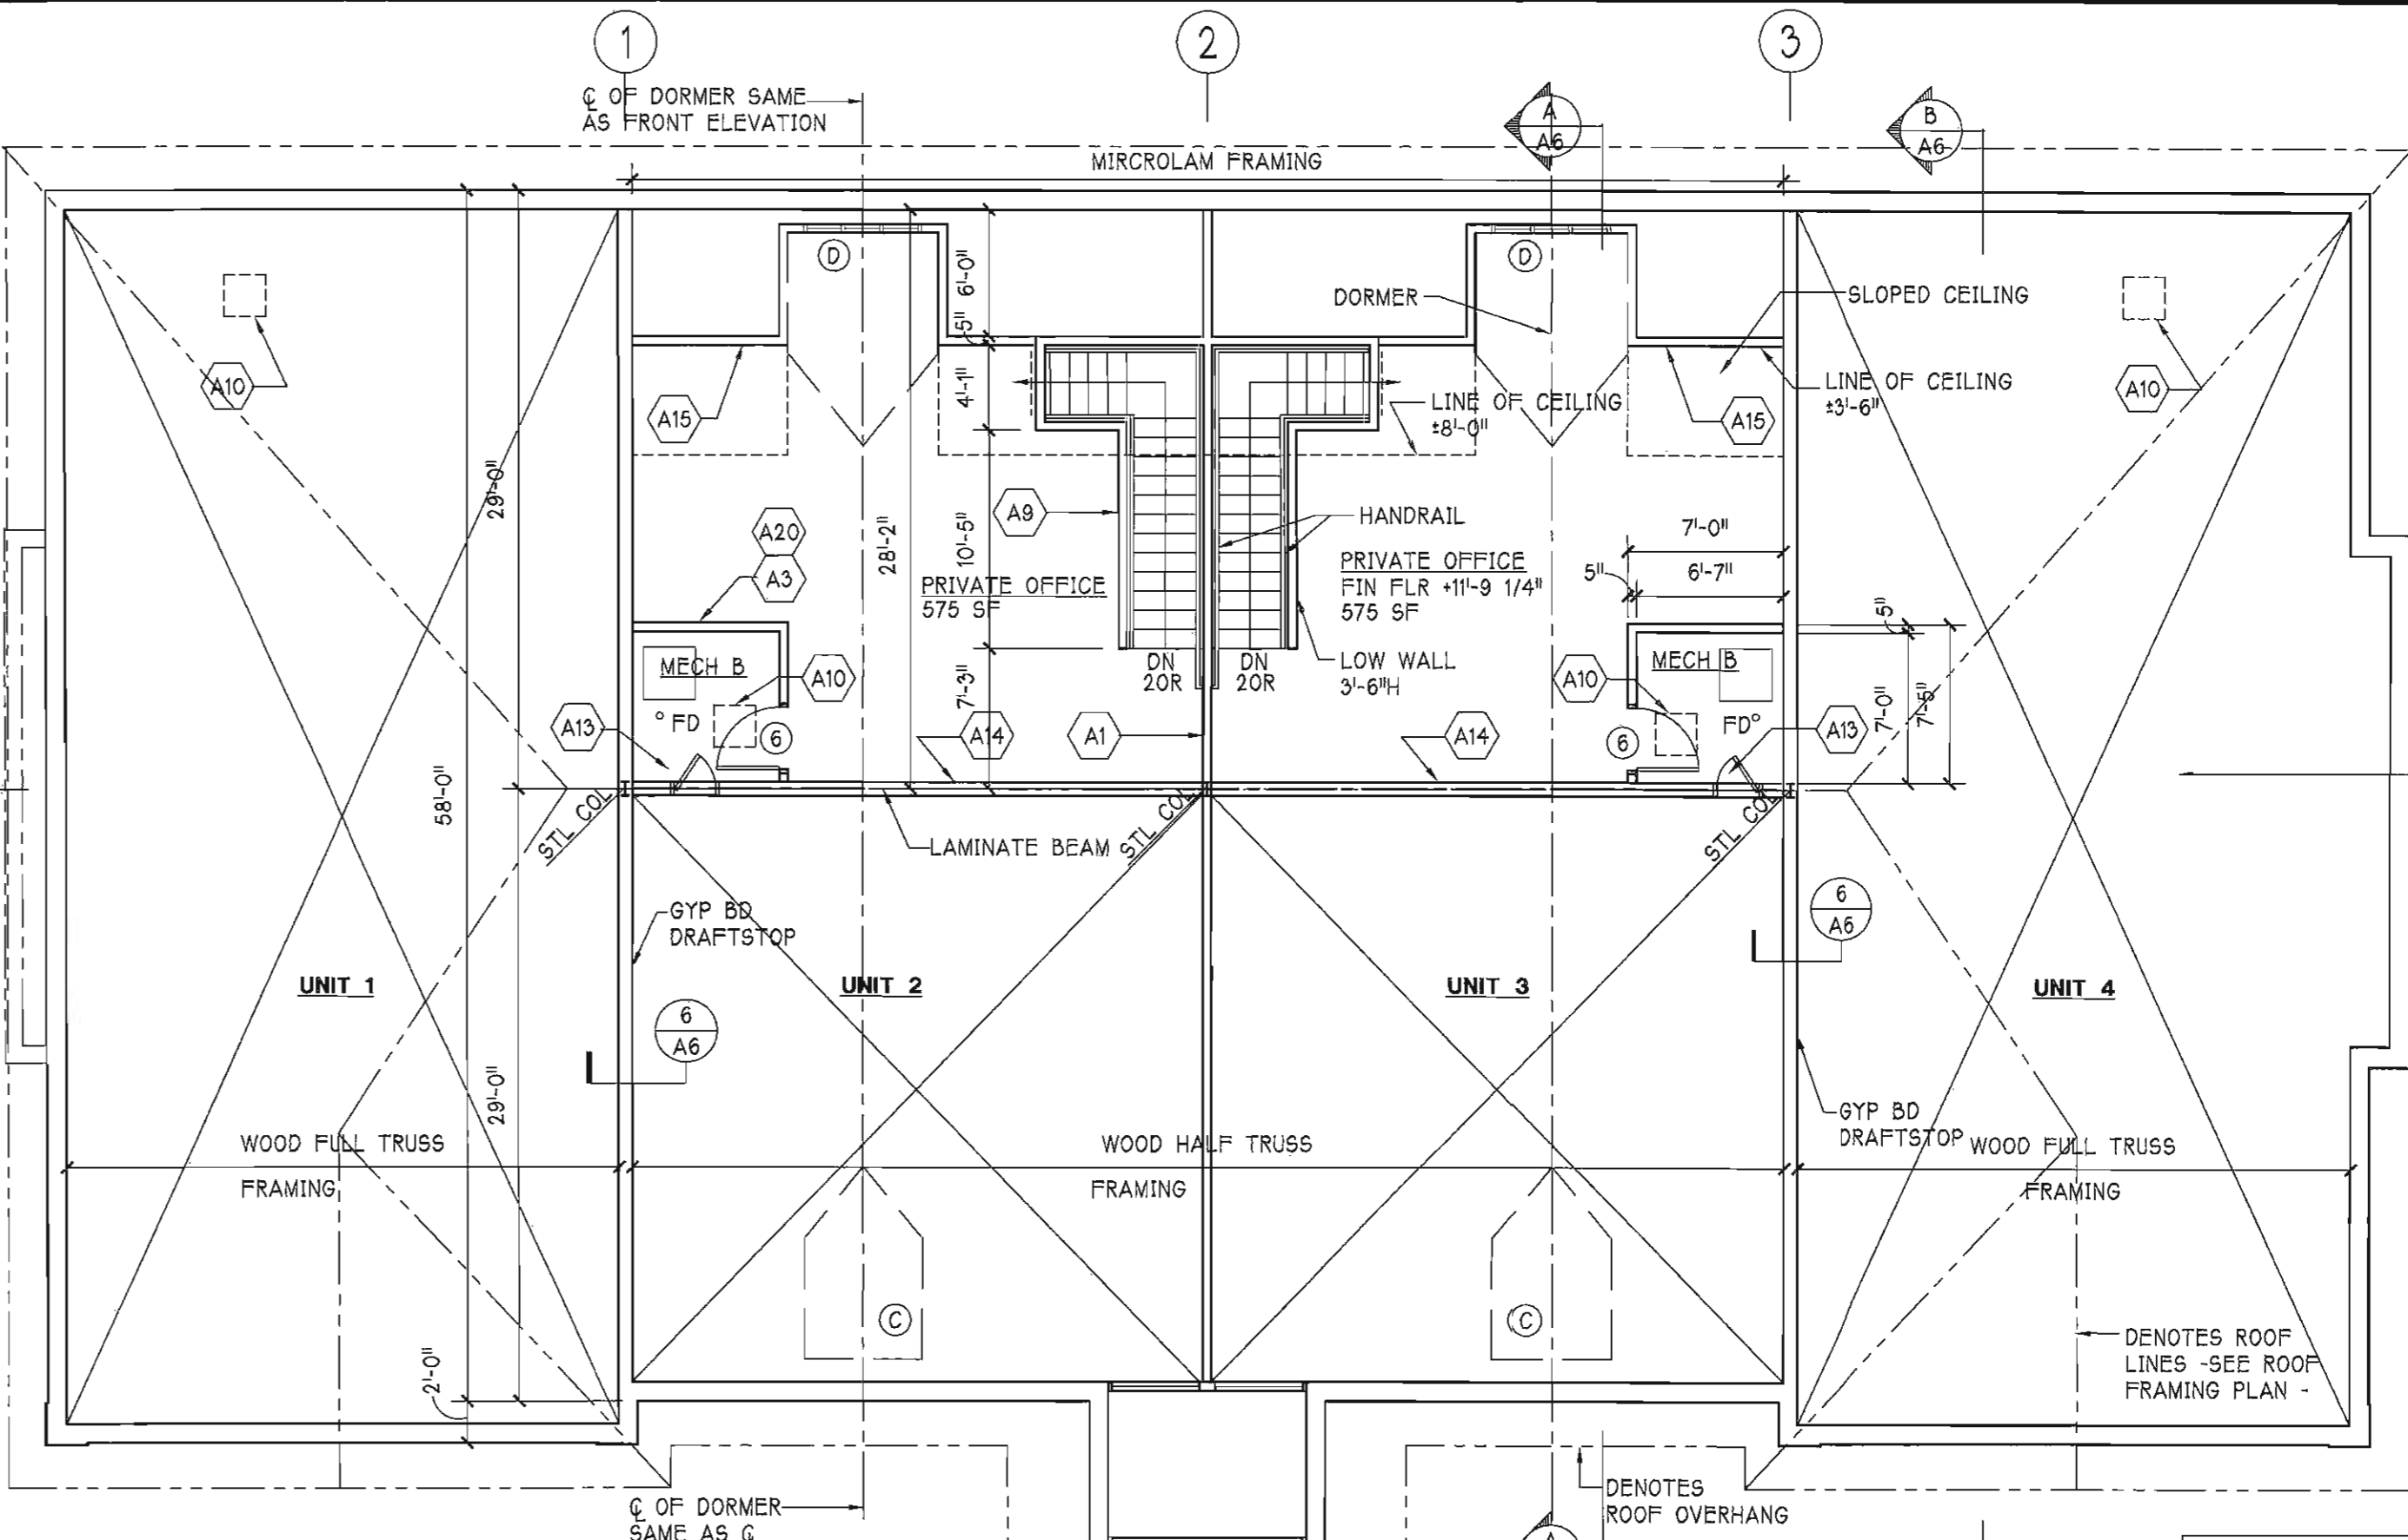 1
2
3
℄ OF DORMER SAME
AS FRONT ELEVATION
A
A6
B
A6
MIRCROLAM FRAMING
D
D
6'-0"
5"
DORMER
SLOPED CEILING
A10
A15
4'-1"
LINE OF CEILING
±8'-0"
LINE OF CEILING
±3'-6"
A15
A10
29'-0"
A20
A3
28'-2"
A9
10'-5"
HANDRAIL
7'-0"
PRIVATE OFFICE
575 SF
PRIVATE OFFICE
FIN FLR +11'-9 1/4"
575 SF
5"
6'-7"
5"
MECH B
A10
DN
20R
DN
20R
LOW WALL
3'-6"H
A10
MECH B
A13
FD
6
7'-3"
A14
A1
A14
6
FD
A13
7'-0"
7'-5"
58'-0"
STL COL
LAMINATE BEAM
STL COL
STL COL
GYP BD
DRAFTSTOP
6
A6
UNIT 1
UNIT 2
UNIT 3
UNIT 4
6
A6
29'-0"
GYP BD
DRAFTSTOP
WOOD FULL TRUSS
FRAMING
WOOD HALF TRUSS
FRAMING
WOOD FULL TRUSS
FRAMING
C
C
2'-0"
DENOTES ROOF
LINES -SEE ROOF
FRAMING PLAN -
℄ OF DORMER
SAME AS ℄
DENOTES
ROOF OVERHANG
A